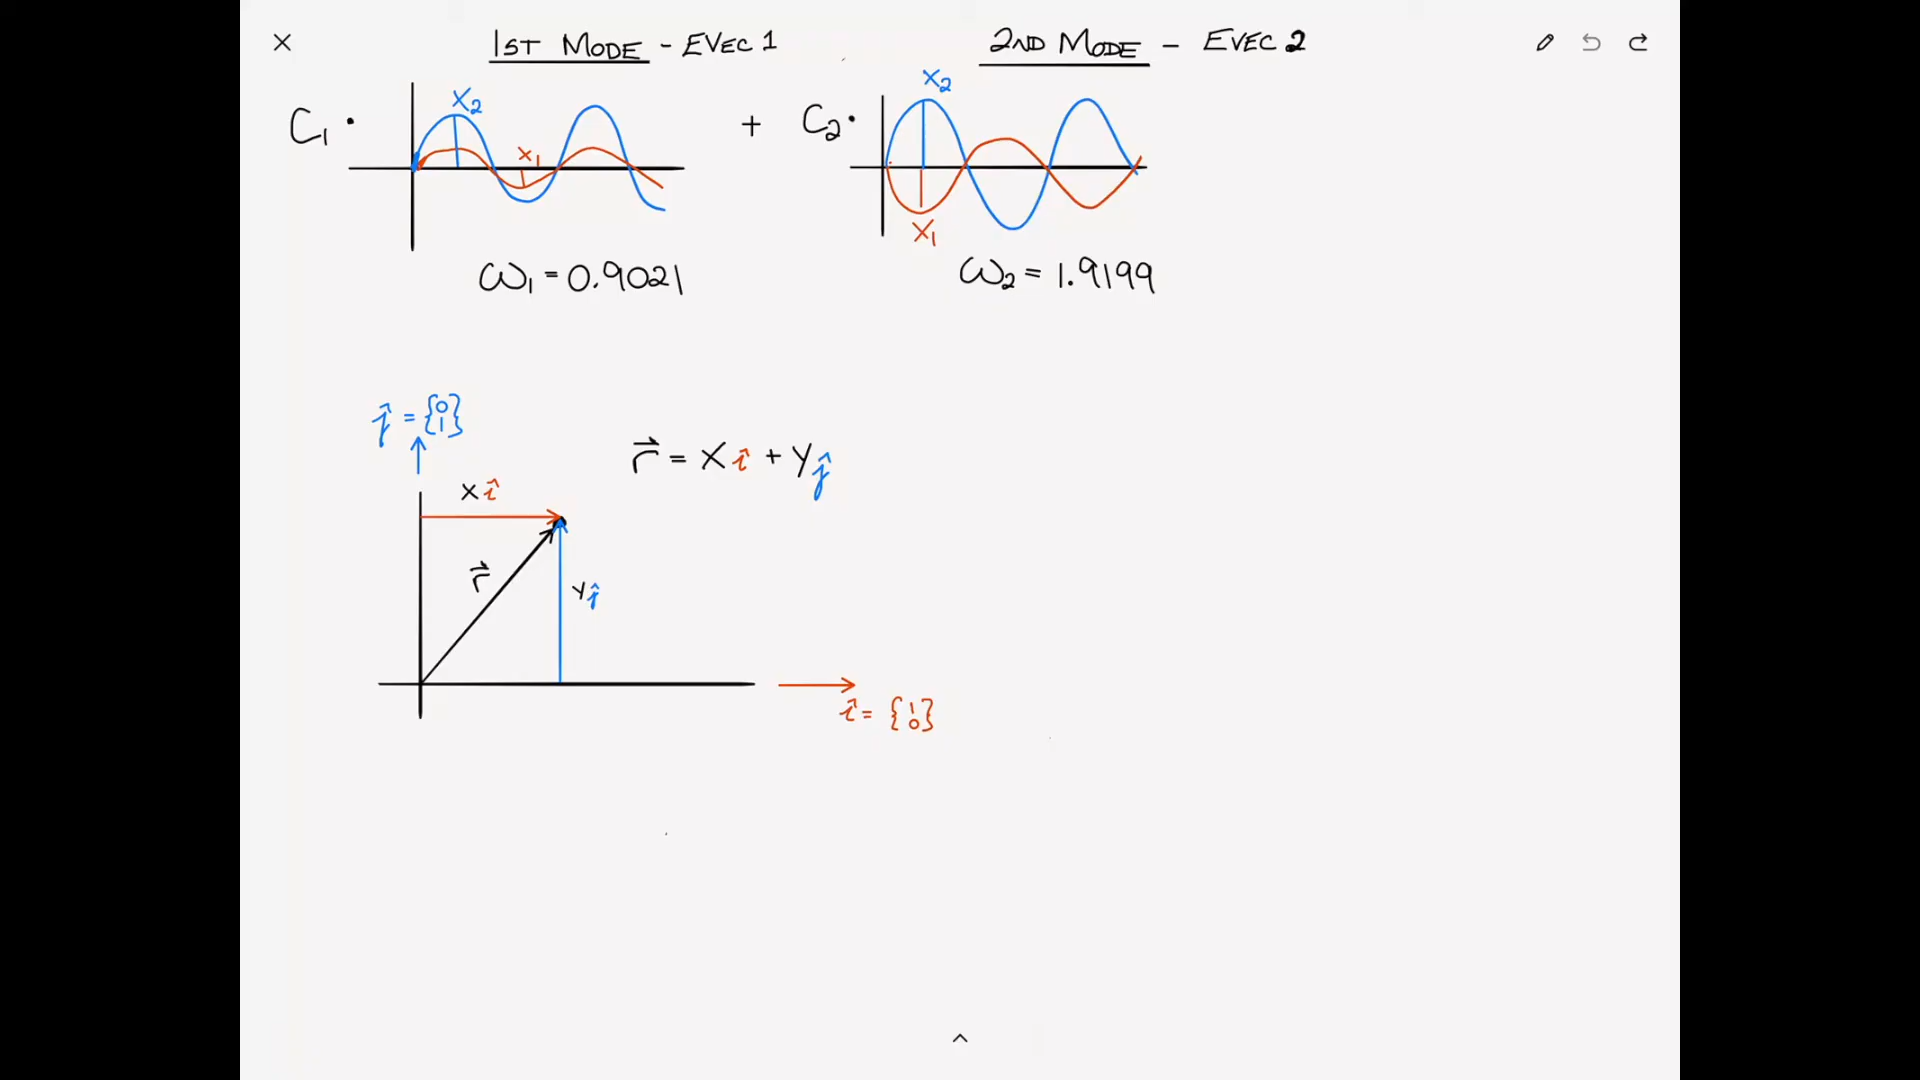 1ST MODE - EVEC 1
2ND MODE - EVEC 2
C₁ •
X₂
X₁
+
C₂ •
X₂
X₁
ω₁ = 0.9021
ω₂ = 1.9199
ĵ = {0 1}
r⃗ = X î + Y ĵ
X î
r⃗
Y ĵ
î = {1 0}